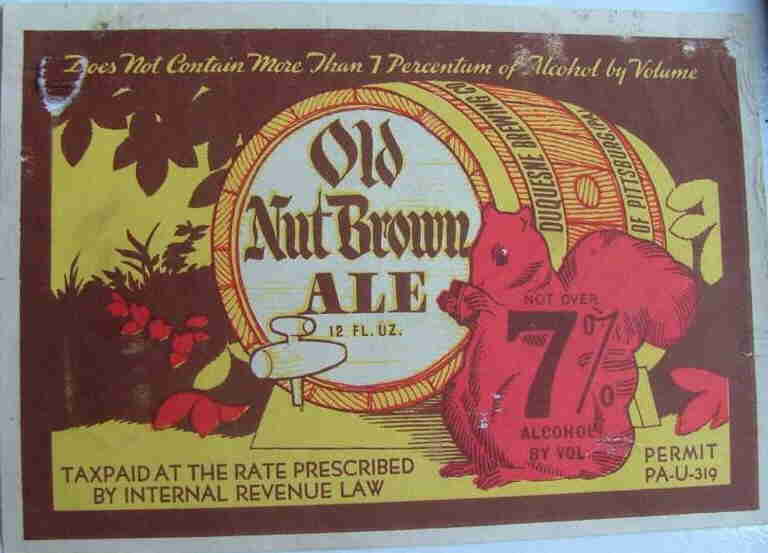 Does Not Contain More Than 7 Percentum of Alcohol by Volume
Old
Nut Brown
ALE
12 FL. OZ.
DUQUESNE BREWING CO.
OF PITTSBURG PA.
NOT OVER
7%
ALCOHOL
BY VOL.
TAXPAID AT THE RATE PRESCRIBED
BY INTERNAL REVENUE LAW
PERMIT
PA-U-319